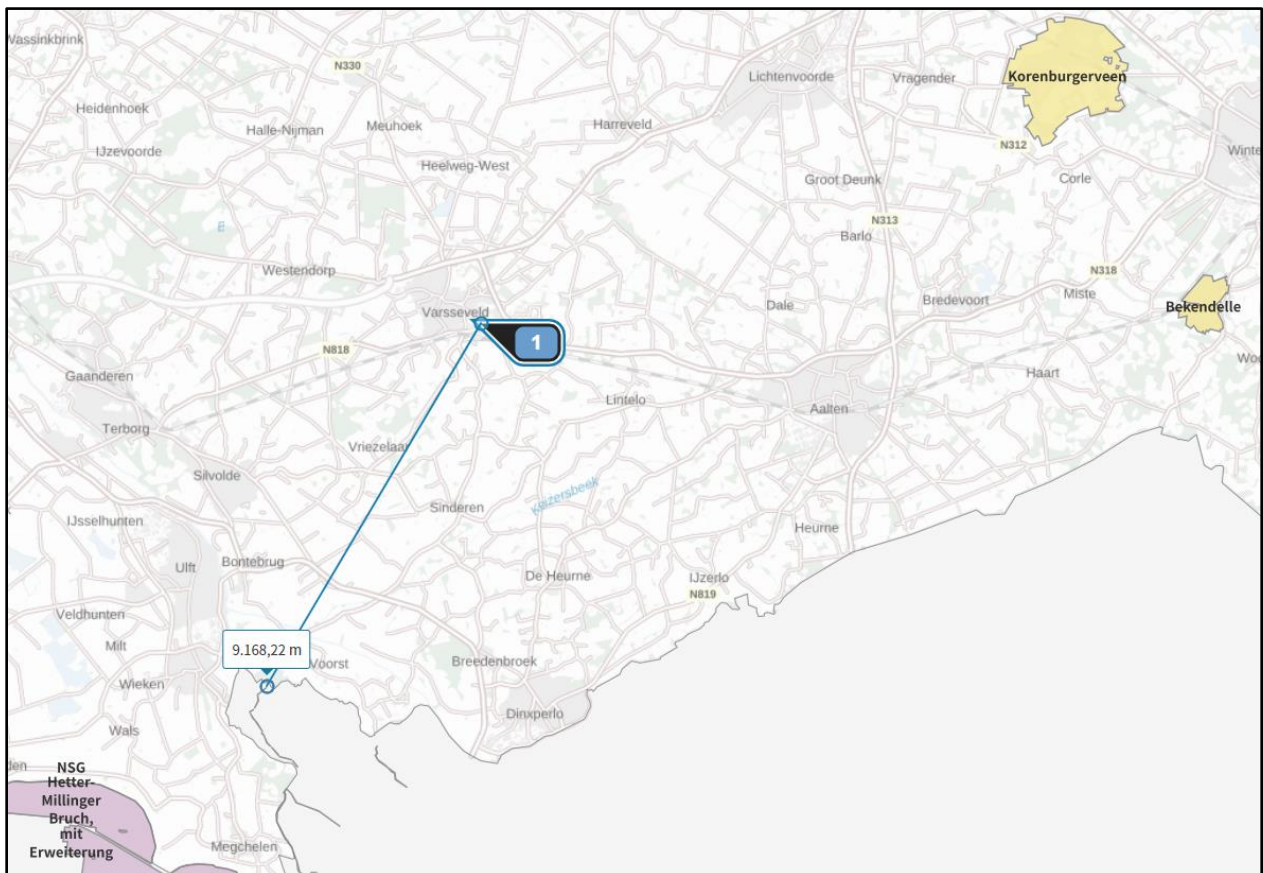 Wassinkbrink
N330
Lichtenvoorde
Vragender
Korenburgerveen
Heidenhoek
Halle-Nijman
Meuhoek
Harreveld
IJzevoorde
N312
Heelweg-West
Groot Deunk
Corle
N313
Barlo
Westendorp
N318
Miste
Dale
Bredevoort
Bekendelle
Varsseveld
1
N818
Gaanderen
Haart
Lintelo
Aalten
Terborg
Vriezelaar
Silvolde
Keizersbeek
Sinderen
IJsselhunten
Heurne
Bontebrug
Ulft
De Heurne
IJzerlo
N819
Veldhunten
Milt
9.168,22 m
Voorst
Breedenbroek
Wieken
Dinxperlo
Wals
NSG
Hetter-
Millinger
Bruch,
mit
Erweiterung
Megchelen